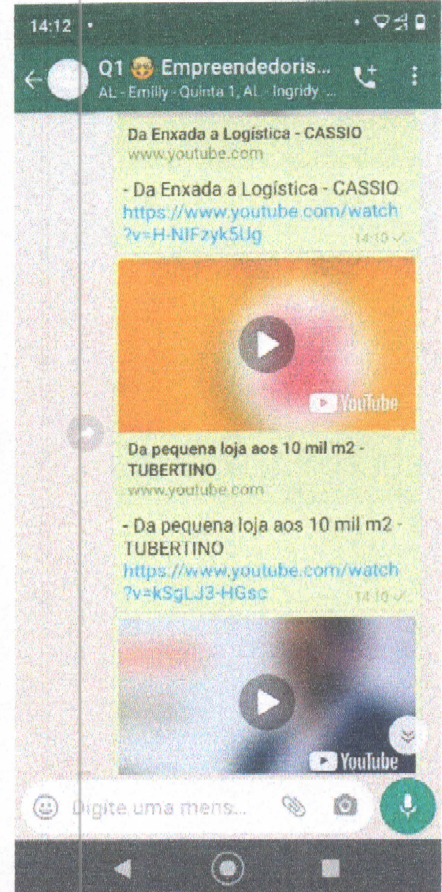 14:12
Q1 🤓 Empreendedoris...
AL - Emilly - Quinta 1, AL - Ingridy ...
Da Enxada a Logística - CASSIO
www.youtube.com
- Da Enxada a Logística - CASSIO
https://www.youtube.com/watch
?v=H-NIFzyk5Ug
14:10
YouTube
Da pequena loja aos 10 mil m2 -
TUBERTINO
www.youtube.com
- Da pequena loja aos 10 mil m2 -
TUBERTINO
https://www.youtube.com/watch
?v=kSgLJ3-HGsc
14:10
YouTube
Digite uma mens...